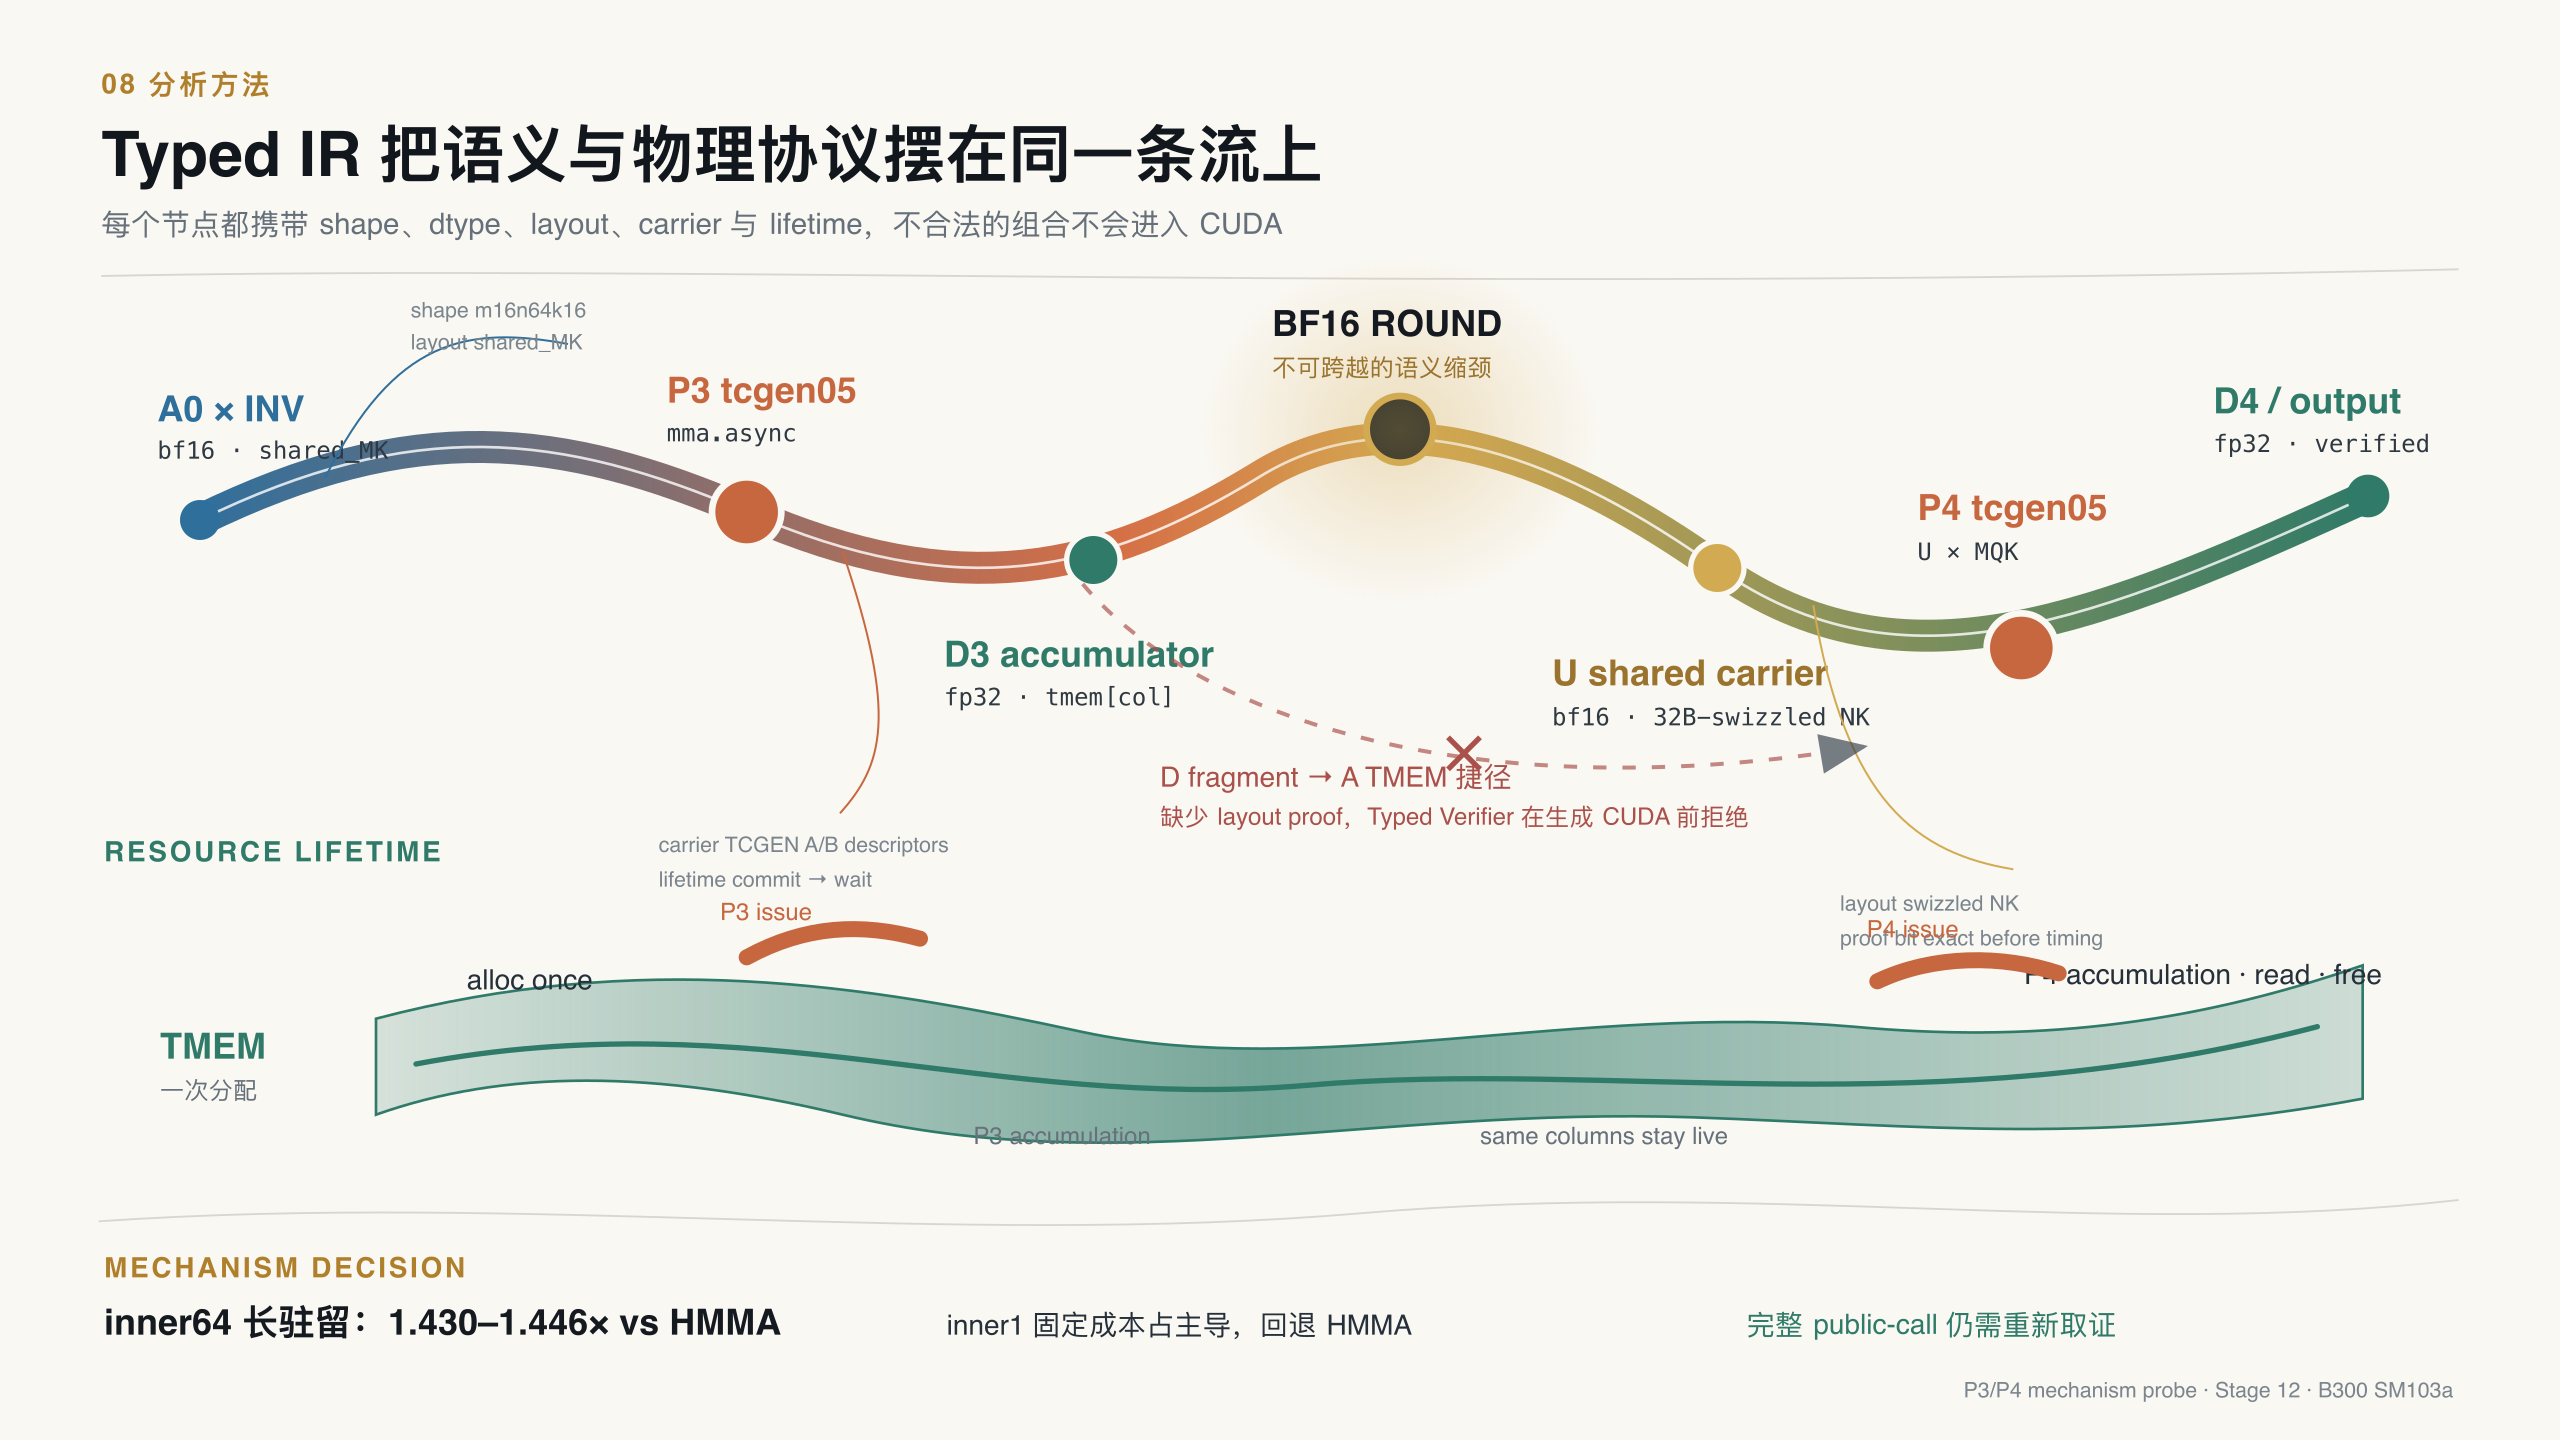 08 分析方法
Typed IR 把语义与物理协议摆在同一条流上
每个节点都携带 shape、dtype、layout、carrier 与 lifetime，不合法的组合不会进入 CUDA
shape m16n64k16
layout shared_MK
A0 × INV
bf16 · shared_MK
P3 tcgen05
mma.async
BF16 ROUND
不可跨越的语义缩颈
D4 / output
fp32 · verified
P4 tcgen05
U × MQK
D3 accumulator
fp32 · tmem[col]
U shared carrier
bf16 · 32B–swizzled NK
D fragment → A TMEM 捷径
缺少 layout proof，Typed Verifier 在生成 CUDA 前拒绝
RESOURCE LIFETIME
carrier TCGEN A/B descriptors
lifetime commit → wait
P3 issue
layout swizzled NK
P4 issue
proof bit exact before timing
alloc once
P4 accumulation · read · free
TMEM
一次分配
P3 accumulation
same columns stay live
MECHANISM DECISION
inner64 长驻留：1.430–1.446× vs HMMA
inner1 固定成本占主导，回退 HMMA
完整 public-call 仍需重新取证
P3/P4 mechanism probe · Stage 12 · B300 SM103a